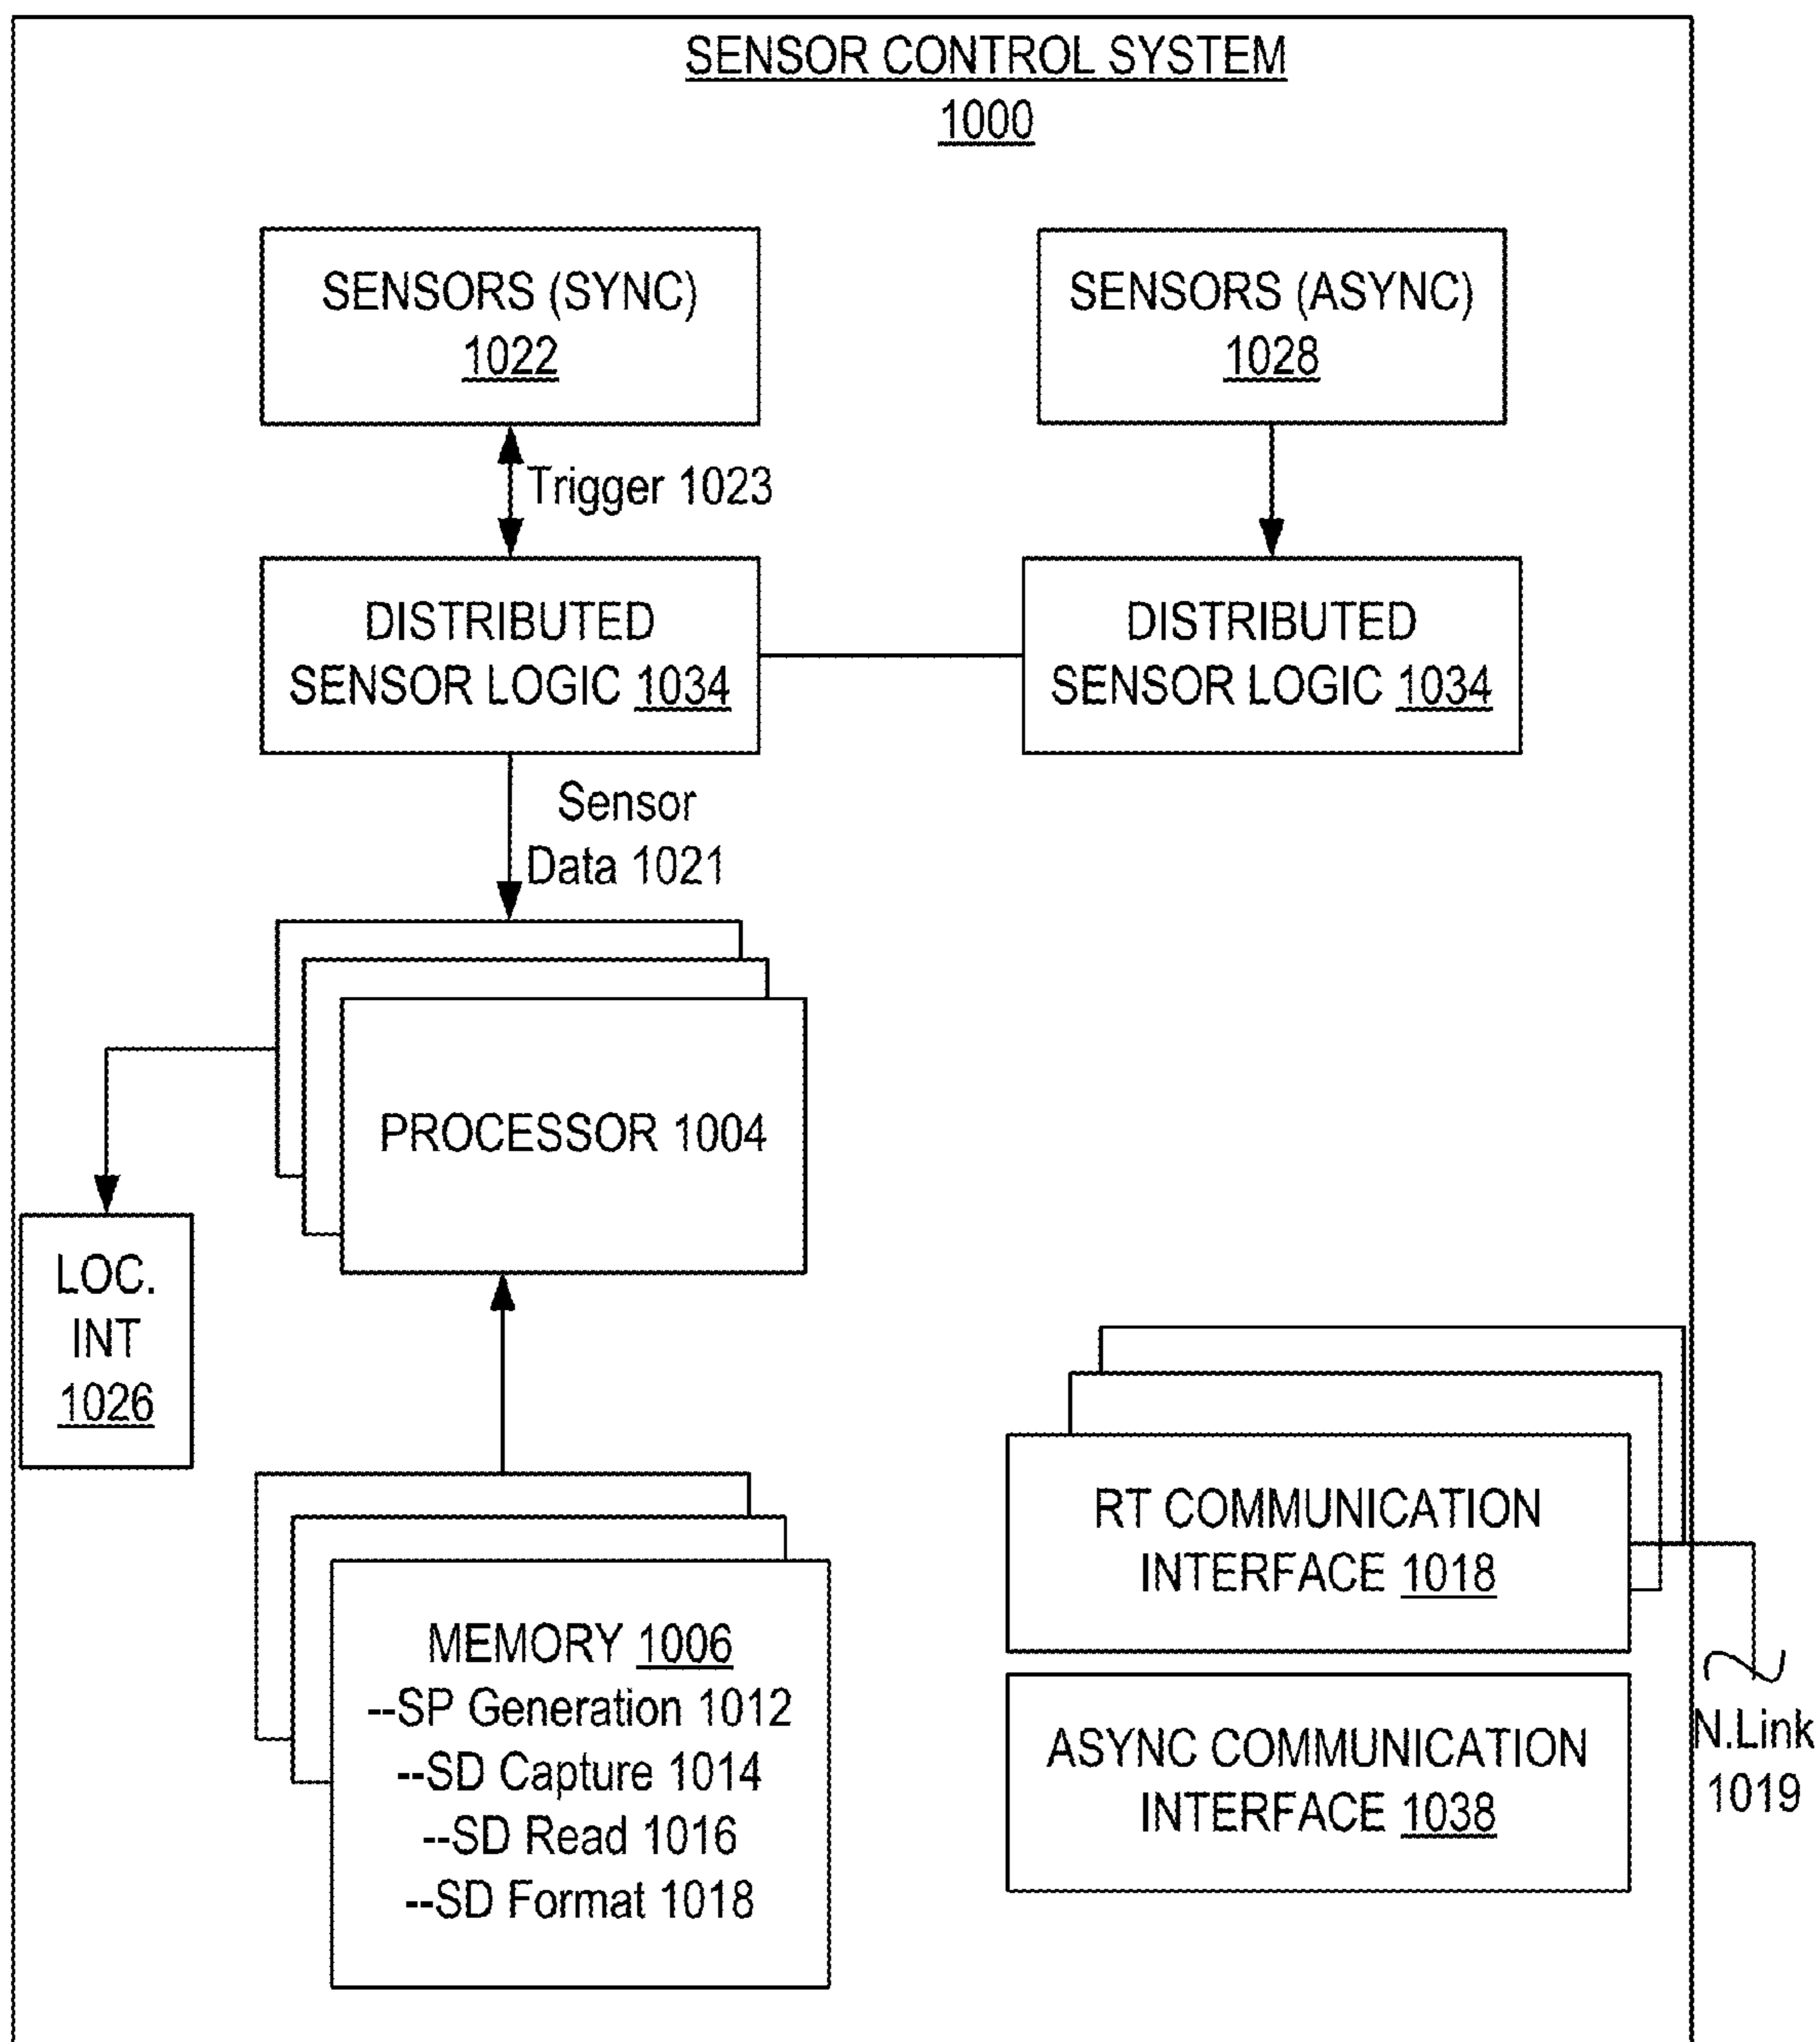 SENSOR CONTROL SYSTEM
1000
SENSORS (SYNC)
1022
SENSORS (ASYNC)
1028
Trigger 1023
DISTRIBUTED
SENSOR LOGIC 1034
DISTRIBUTED
SENSOR LOGIC 1034
Sensor
Data 1021
PROCESSOR 1004
LOC.
INT
1026
RT COMMUNICATION
INTERFACE 1018
MEMORY 1006
--SP Generation 1012
--SD Capture 1014
--SD Read 1016
--SD Format 1018
ASYNC COMMUNICATION
INTERFACE 1038
N.Link
1019